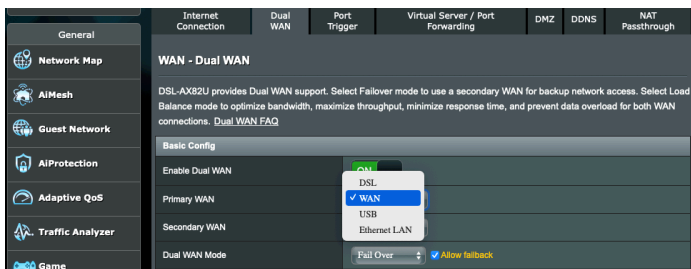 Internet Connection
Dual WAN
Port Trigger
Virtual Server / Port Forwarding
DMZ
DDNS
NAT Passthrough
General
Network Map
AiMesh
Guest Network
AiProtection
Adaptive QoS
Traffic Analyzer
Game
WAN - Dual WAN
DSL-AX82U provides Dual WAN support. Select Failover mode to use a secondary WAN for backup network access. Select Load
Balance mode to optimize bandwidth, maximize throughput, minimize response time, and prevent data overload for both WAN
connections. Dual WAN FAQ
Basic Config
Enable Dual WAN
ON
Primary WAN
DSL
✓ WAN
USB
Ethernet LAN
Secondary WAN
Dual WAN Mode
Fail Over
Allow failback